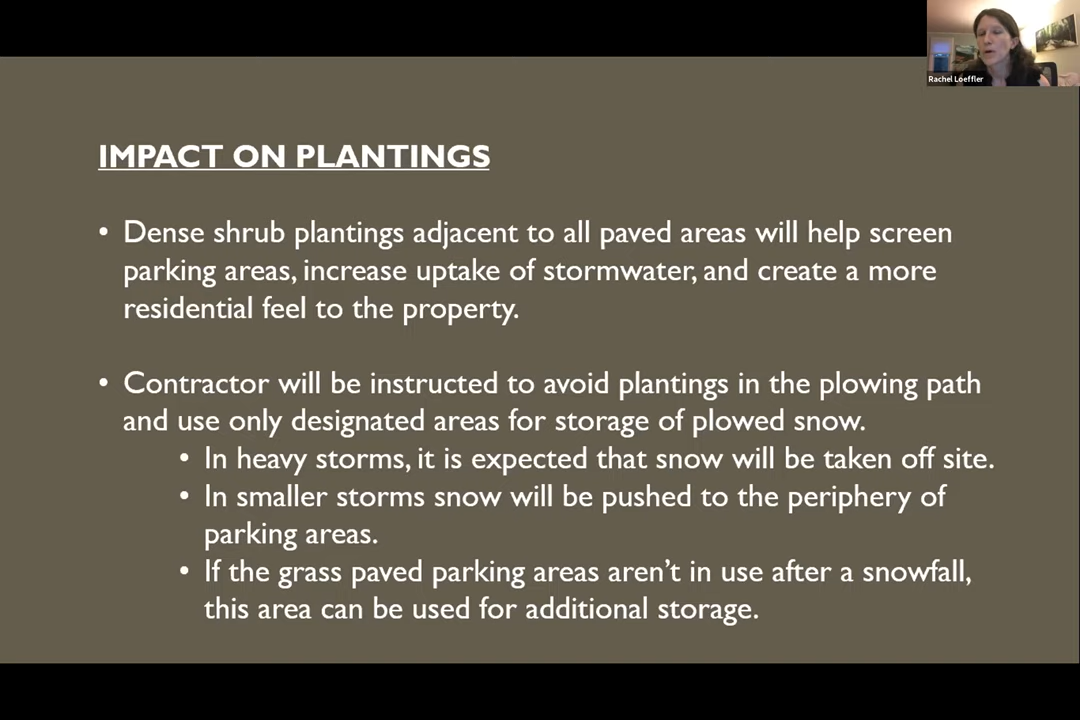 Rachel Loeffler
IMPACT ON PLANTINGS
• Dense shrub plantings adjacent to all paved areas will help screen
parking areas, increase uptake of stormwater, and create a more
residential feel to the property.
• Contractor will be instructed to avoid plantings in the plowing path
and use only designated areas for storage of plowed snow.
• In heavy storms, it is expected that snow will be taken off site.
• In smaller storms snow will be pushed to the periphery of
parking areas.
• If the grass paved parking areas aren’t in use after a snowfall,
this area can be used for additional storage.